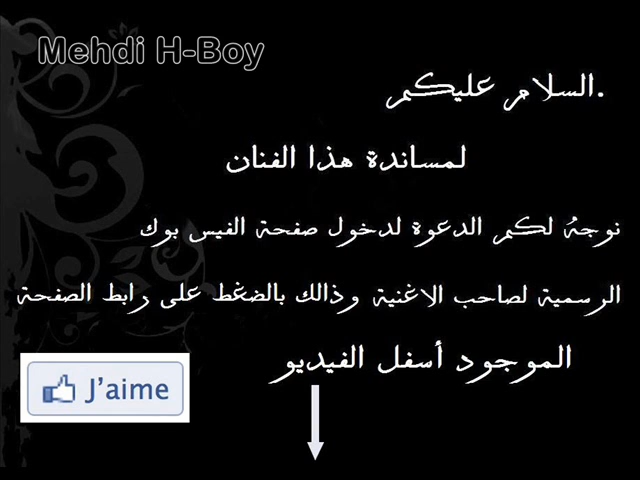 Mehdi H-Boy
السلام عليكم.
لمساندة هذا الفنان
نوجهُ لكم الدعوة لدخول صفحة الفيس بوك
الرسمية لصاحب الاغنية وذالك بالضغط على رابط الصفحة
الموجود أسفل الفيديو
J'aime